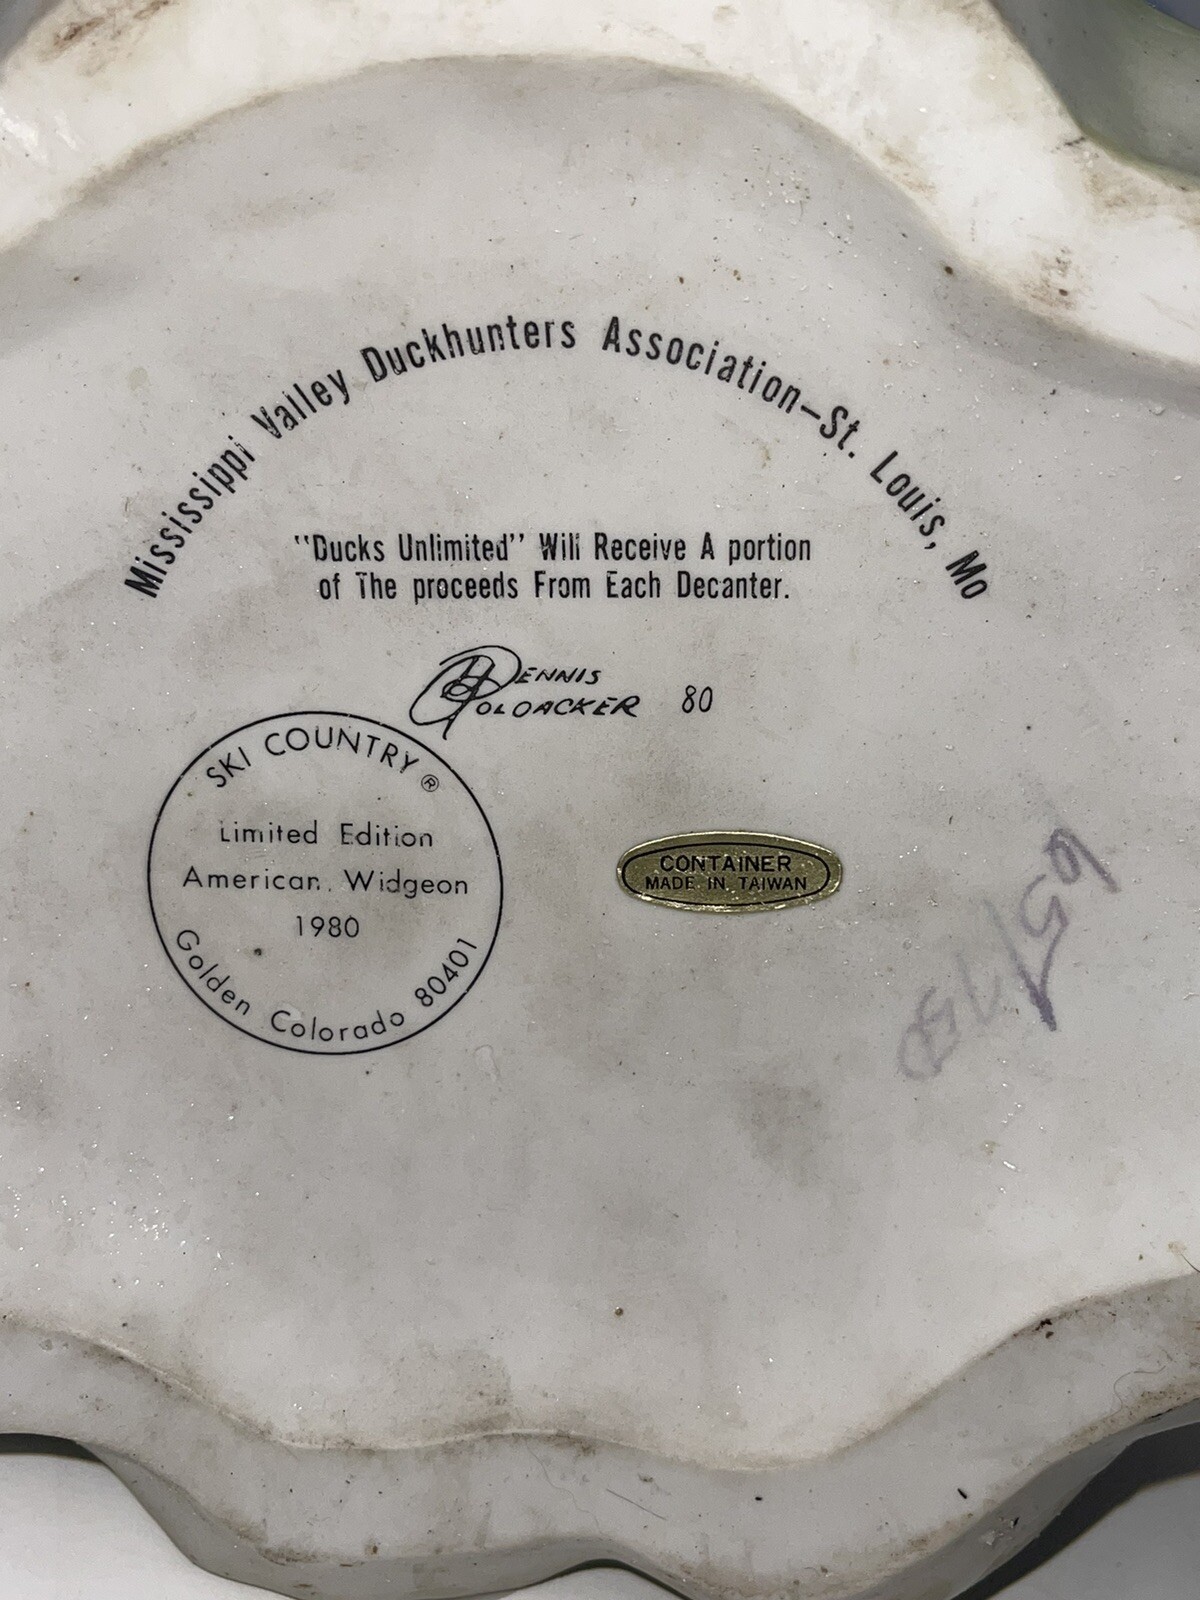 Mississippi Valley Duckhunters Association–St. Louis, Mo
"Ducks Unlimited" Will Receive A portion
of The proceeds From Each Decanter.
DENNIS
80
SKI COUNTRY®
Limited Edition
American Widgeon
1980
Golden Colorado 80401
CONTAINER
MADE IN TAIWAN